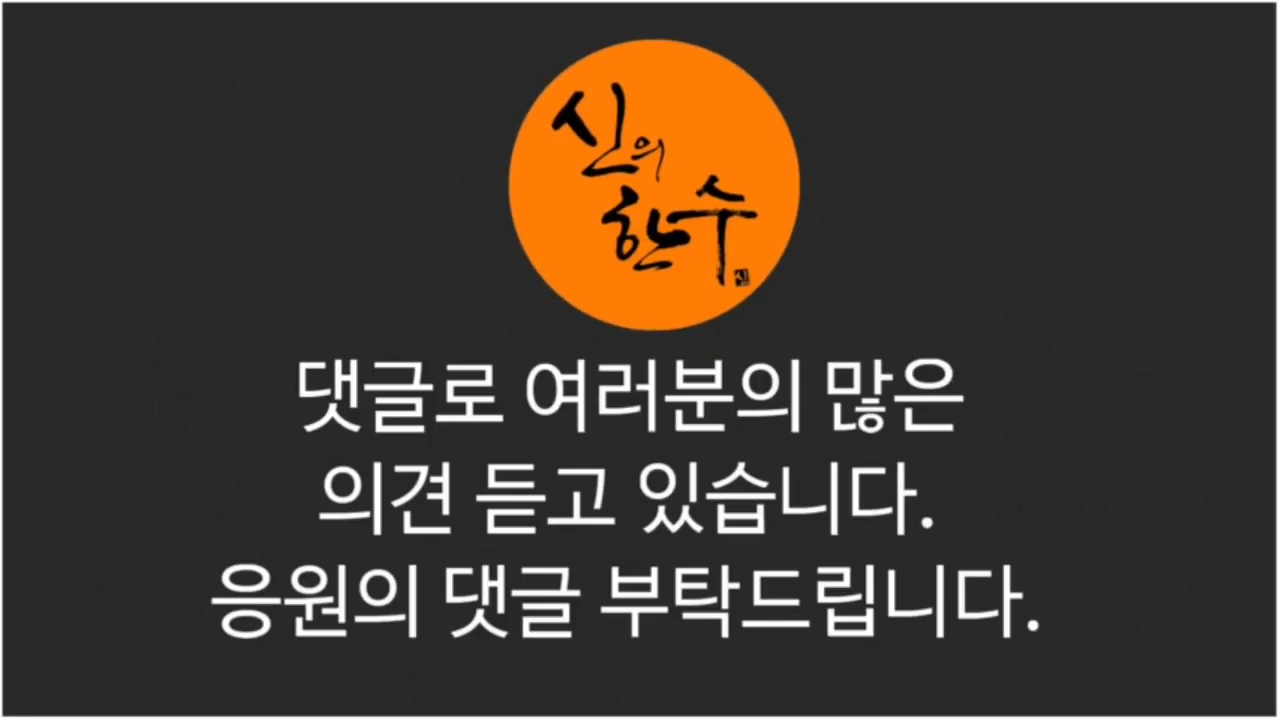 신의
한수
댓글로 여러분의 많은
의견 듣고 있습니다.
응원의 댓글 부탁드립니다.